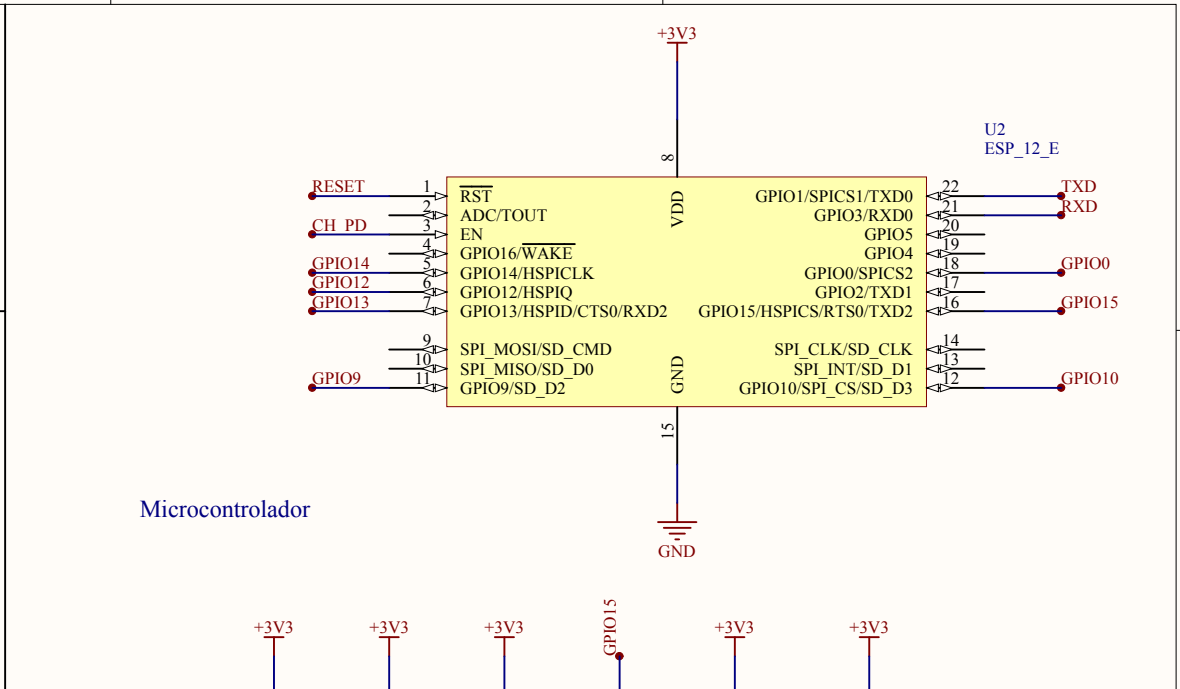 +3V3
U2
ESP_12_E
8
VDD
RESET 1 RST
2 ADC/TOUT
CH_PD 3 EN
4 GPIO16/WAKE
GPIO14 5 GPIO14/HSPICLK
GPIO12 6 GPIO12/HSPIQ
GPIO13 7 GPIO13/HSPID/CTS0/RXD2
9 SPI_MOSI/SD_CMD
10 SPI_MISO/SD_D0
GPIO9 11 GPIO9/SD_D2
GPIO1/SPICS1/TXD0 22 TXD
GPIO3/RXD0 21 RXD
GPIO5 20
GPIO4 19
GPIO0/SPICS2 18 GPIO0
GPIO2/TXD1 17
GPIO15/HSPICS/RTS0/TXD2 16 GPIO15
SPI_CLK/SD_CLK 14
SPI_INT/SD_D1 13
GPIO10/SPI_CS/SD_D3 12 GPIO10
GND
15
GND
Microcontrolador
+3V3 +3V3 +3V3 GPIO15 +3V3 +3V3